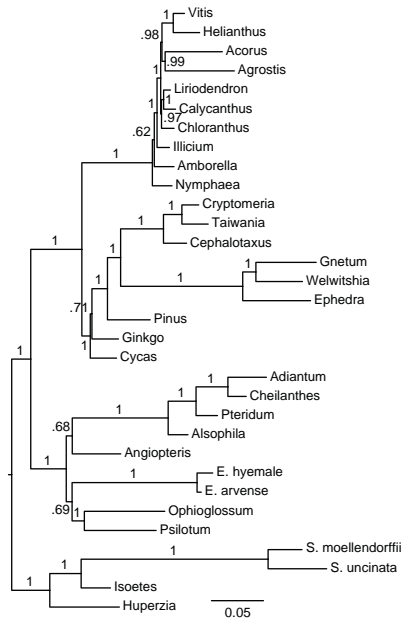 Vitis
1
.98
Helianthus
Acorus
.99
1
Agrostis
Liriodendron
1
1
Calycanthus
.97
Chloranthus
.62
Illicium
1
Amborella
Nymphaea
Cryptomeria
1
1
Taiwania
1
Cephalotaxus
1
Gnetum
1
1
Welwitshia
1
Ephedra
.71
Pinus
Ginkgo
1
Cycas
1
Adiantum
1
1
Cheilanthes
1
Pteridum
.68
Alsophila
Angiopteris
1
1
E. hyemale
E. arvense
.69
1
Ophioglossum
Psilotum
1
S. moellendorffii
1
S. uncinata
1
Isoetes
Huperzia
0.05